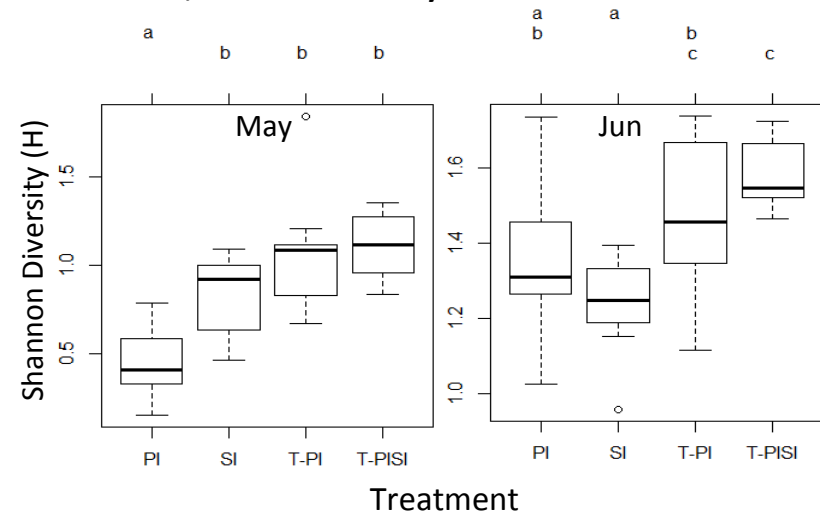 a b b b
a a
b b
c c
May
Jun
Shannon Diversity (H)
0.5 1.0 1.5
1.0 1.2 1.4 1.6
PI SI T-PI T-PISI
PI SI T-PI T-PISI
Treatment